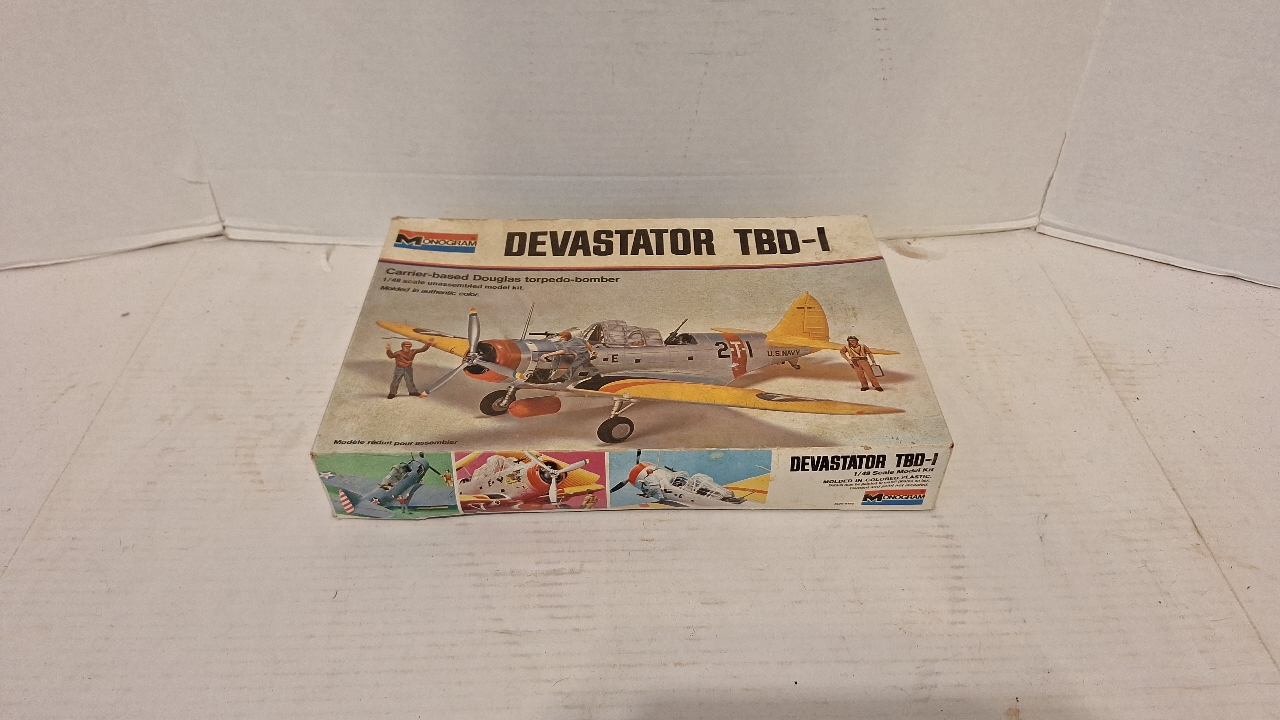 MONOGRAM
DEVASTATOR TBD-1
Carrier-based Douglas torpedo-bomber
1/48 scale unassembled model kit.
Molded in authentic color.
E
2-T-1
U.S. NAVY
Modèle réduit pour assembler
DEVASTATOR TBD-1
1/48 Scale Model Kit
MOLDED IN COLORED PLASTIC.
MONOGRAM